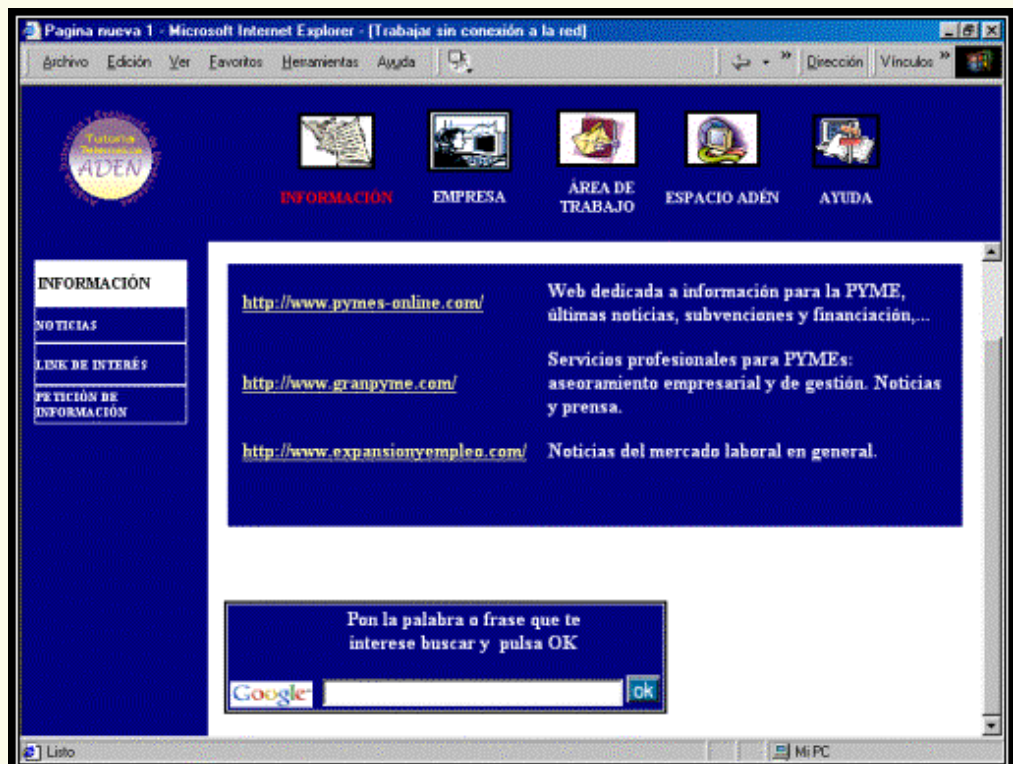 Pagina nueva 1 - Microsoft Internet Explorer - [Trabajar sin conexión a la red]
Archivo Edición Ver Favoritos Herramientas Ayuda » Dirección Vínculos »
Tutoria
Telematica
ADEN
INFORMACIÓN EMPRESA ÁREA DE TRABAJO ESPACIO ADÉN AYUDA
INFORMACIÓN
NOTICIAS
LINK DE INTERÉS
PETICIÓN DE
INFORMACIÓN
http://www.pymes-online.com/
Web dedicada a información para la PYME,
últimas noticias, subvenciones y financiación,...
http://www.granpyme.com/
Servicios profesionales para PYMEs:
aseoramiento empresarial y de gestión. Noticias
y prensa.
http://www.expansionyempleo.com/
Noticias del mercado laboral en general.
Pon la palabra o frase que te
interese buscar y pulsa OK
Google ok
Listo Mi PC